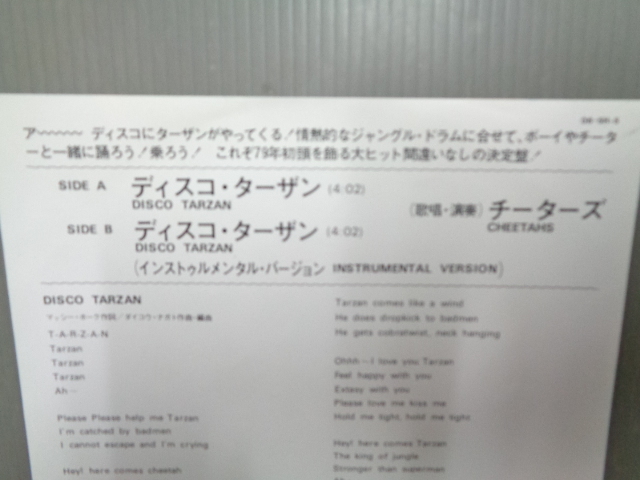 ア〜〜〜〜 ディスコにターザンがやってくる！情熱的なジャングル・ドラムに合せて、ボーイやチータ
ーと一緒に踊ろう！乗ろう！ これぞ79年初頭を飾る大ヒット間違いなしの決定盤！
SIDE A ディスコ・ターザン (4:02)
DISCO TARZAN
(歌唱・演奏) チーターズ
CHEETAHS
SIDE B ディスコ・ターザン (4:02)
DISCO TARZAN
(インストゥルメンタル・バージョン INSTRUMENTAL VERSION)
DISCO TARZAN
T-A-R-Z-A-N
Tarzan
Tarzan
Tarzan
Ah…
Please Please help me Tarzan
I'm catched by badmen
I cannot escape and I'm crying
Hey! here comes cheetah
Tarzan comes like a wind
He does dropkick to badmen
He gets cobratwist, neck hanging
Ohhh—I love you Tarzan
Feel happy with you
Extasy with you
Please love me kiss me
Hold me tight, hold me tight
Hey! here comes Tarzan
The king of jungle
Stronger than superman